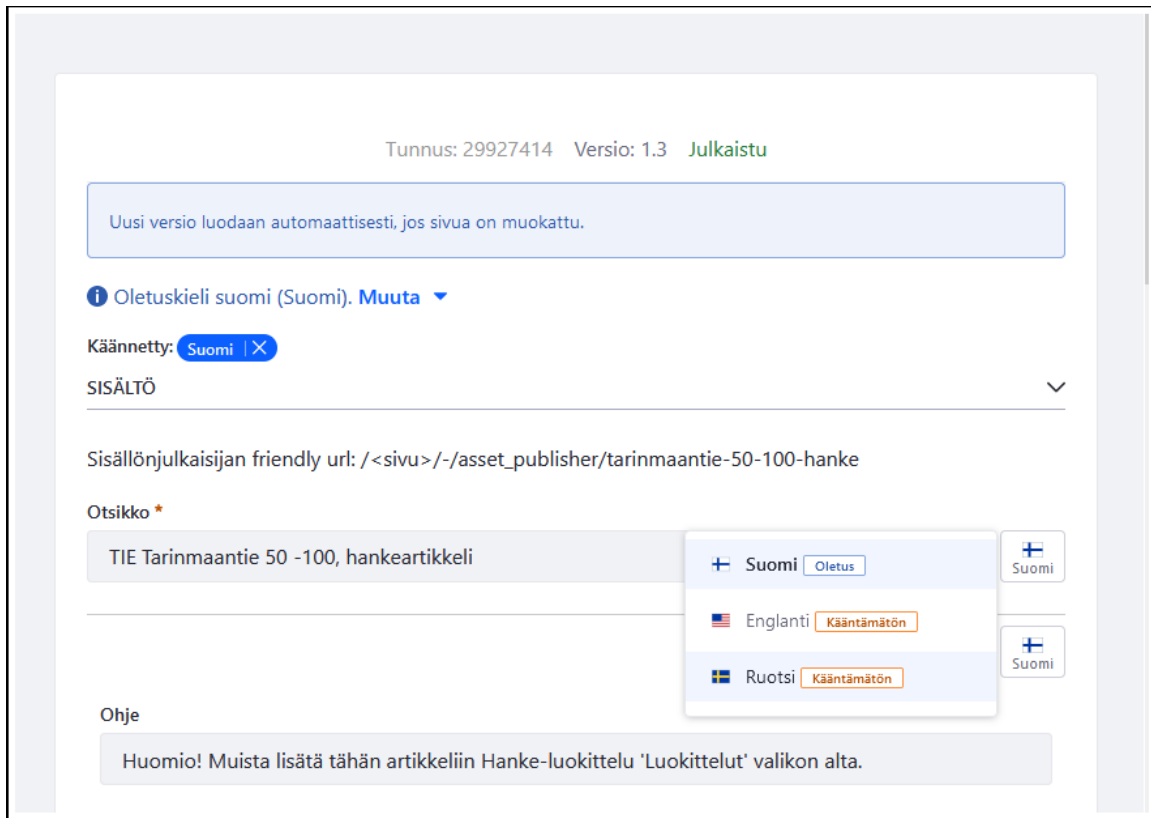 Tunnus: 29927414 Versio: 1.3 Julkaistu
Uusi versio luodaan automaattisesti, jos sivua on muokattu.
Oletuskieli suomi (Suomi). Muuta
Käännetty: Suomi
SISÄLTÖ
Sisällönjulkaisijan friendly url: /<sivu>/-/asset_publisher/tarinmaantie-50-100-hanke
Otsikko *
TIE Tarinmaantie 50 -100, hankeartikkeli
Suomi
Suomi Oletus
Englanti Kääntämätön
Ruotsi Kääntämätön
Suomi
Ohje
Huomio! Muista lisätä tähän artikkeliin Hanke-luokittelu 'Luokittelut' valikon alta.